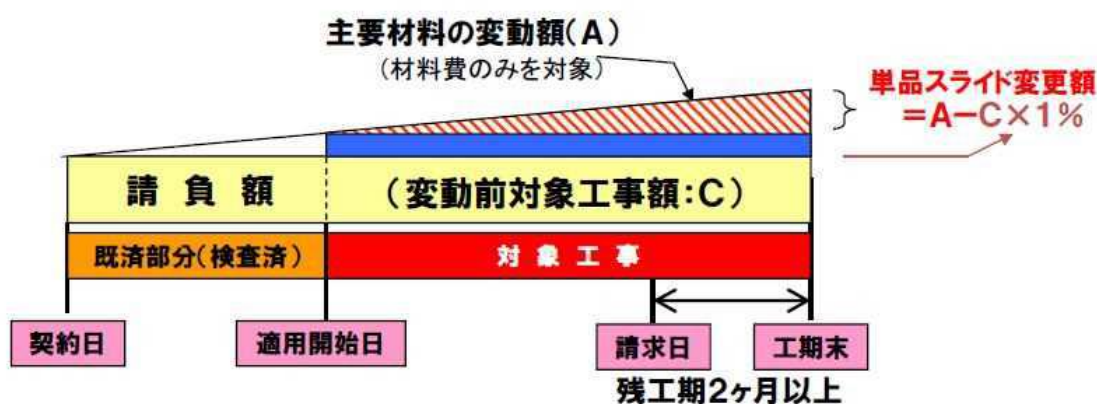 主要材料の変動額(A)
(材料費のみを対象)
単品スライド変更額
=A-C×1%
請負額
(変動前対象工事額:C)
既済部分(検査済)
対象工事
契約日
適用開始日
請求日
工期末
残工期2ヶ月以上